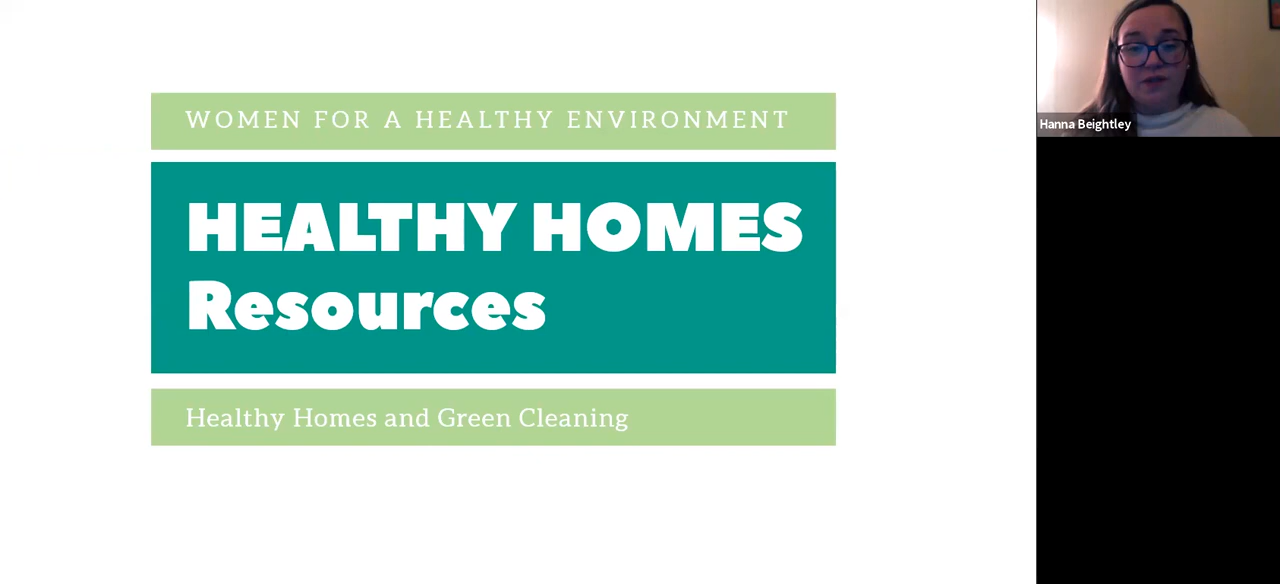 WOMEN FOR A HEALTHY ENVIRONMENT
HEALTHY HOMES
Resources
Healthy Homes and Green Cleaning
Hanna Beightley